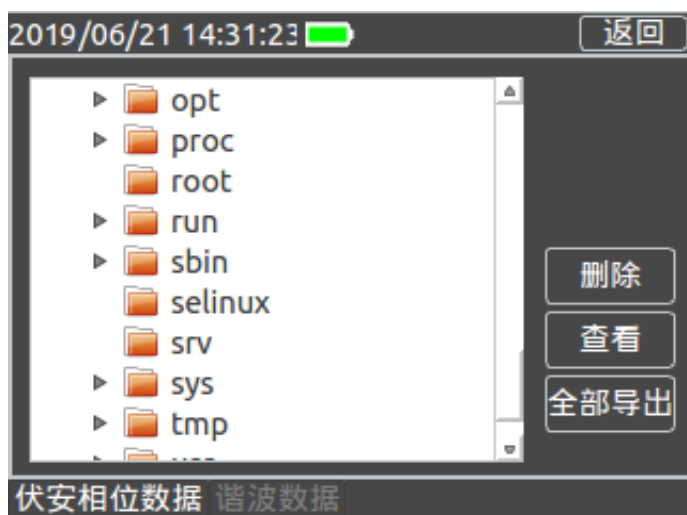 2019/06/21 14:31:23
返回
opt
proc
root
run
sbin
selinux
srv
sys
tmp
删除
查看
全部导出
伏安相位数据 谐波数据